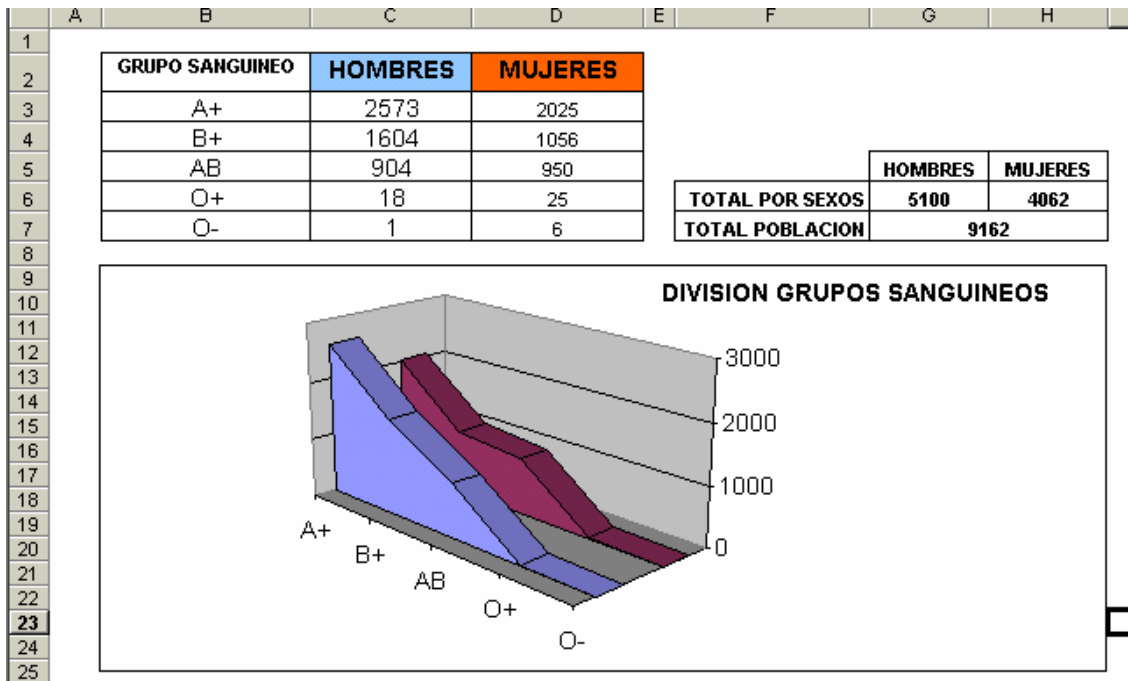 A B C D E F G H
1
2 GRUPO SANGUINEO HOMBRES MUJERES
3 A+ 2573 2025
4 B+ 1604 1056
5 AB 904 950 HOMBRES MUJERES
6 O+ 18 25 TOTAL POR SEXOS 5100 4062
7 O- 1 6 TOTAL POBLACION 9162
8
9
10 DIVISION GRUPOS SANGUINEOS
11
12 3000
13
14
15 2000
16
17
18 1000
19 A+
20 B+ 0
21 AB
22 O+
23
24 O-
25